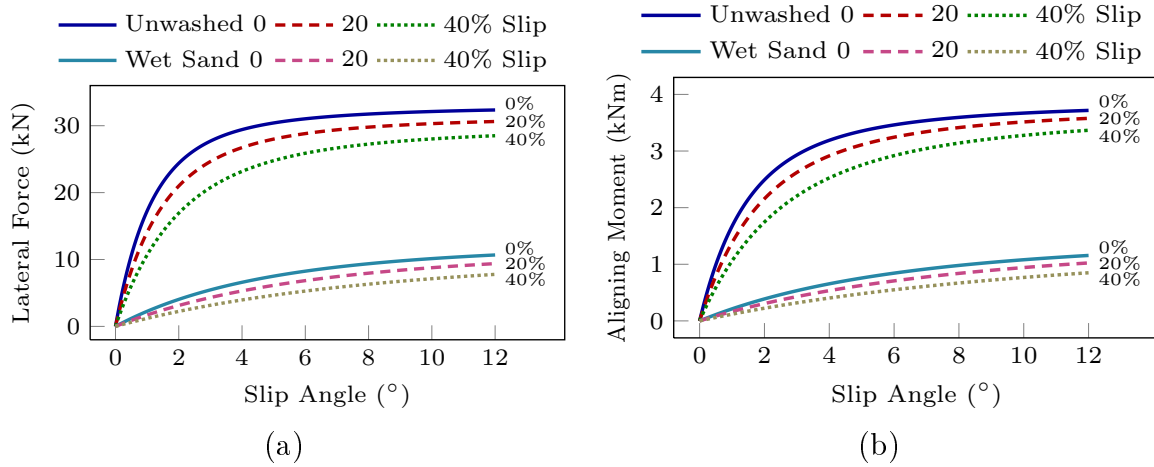 Unwashed 0 20 40% Slip
Wet Sand 0 20 40% Slip
Lateral Force (kN)
30
20
10
0
0%
20%
40%
0%
20%
40%
0 2 4 6 8 10 12
Slip Angle (°)
(a)
Unwashed 0 20 40% Slip
Wet Sand 0 20 40% Slip
Aligning Moment (kNm)
4
3
2
1
0
0%
20%
40%
0%
20%
40%
0 2 4 6 8 10 12
Slip Angle (°)
(b)